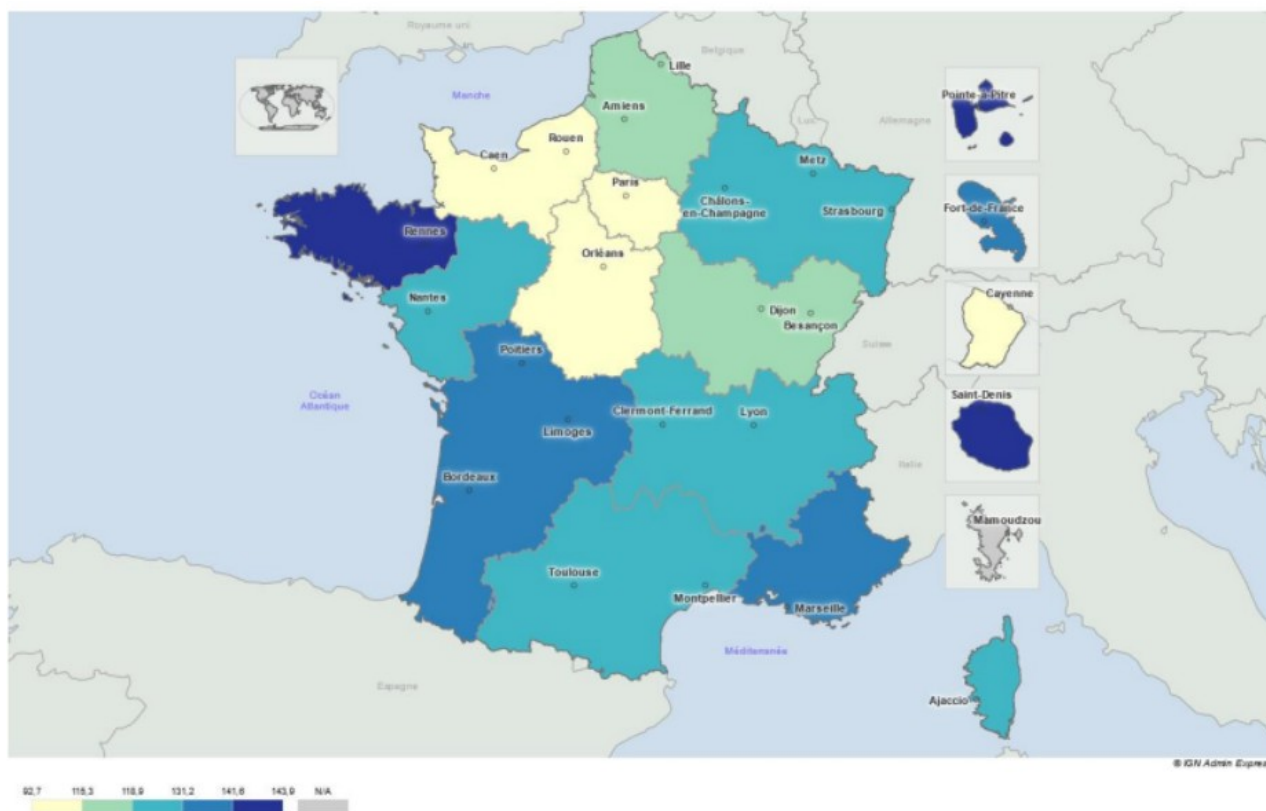 Royaume uni
Belgique
Lille
Pointe-à-Pitre
Manche
Amiens
Luc
Allemagne
Rouen
Caen
Metz
Paris
Châlons-
en-Champagne
Strasbourg
Fort-de-France
Rennes
Orléans
Nantes
Cayenne
Dijon
Besançon
Poitiers
Suisse
Océan
Atlantique
Saint-Denis
Clermont-Ferrand
Lyon
Limoges
Italie
Bordeaux
Mamoudzou
Toulouse
Montpellier
Marseille
Méditerranée
Espagne
Ajaccio
© IGN Admin Expres
92,7 115,3 118,9 131,2 141,6 143,9 N/A